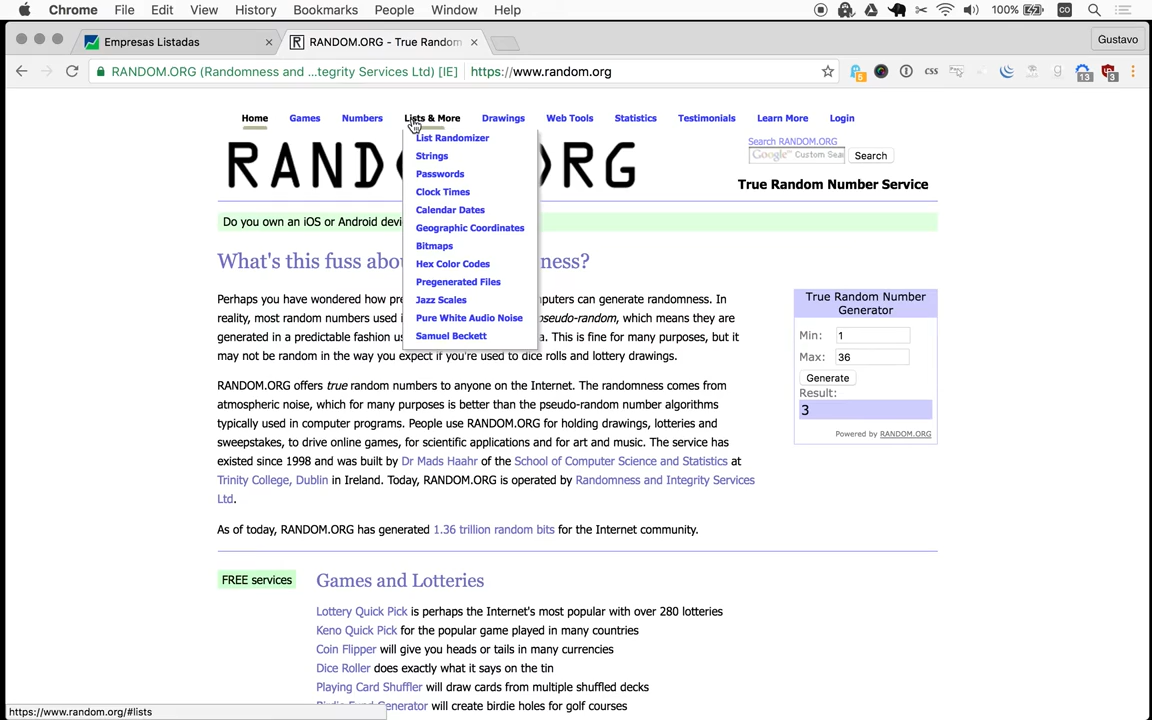 Chrome File Edit View History Bookmarks People Window Help 100%
Empresas Listadas
RANDOM.ORG - True Random
Gustavo
RANDOM.ORG (Randomness and ...tegrity Services Ltd) [IE] https://www.random.org
Home Games Numbers Lists & More Drawings Web Tools Statistics Testimonials Learn More Login
List Randomizer
Strings
Passwords
Clock Times
Calendar Dates
Geographic Coordinates
Bitmaps
Hex Color Codes
Pregenerated Files
Jazz Scales
Pure White Audio Noise
Samuel Beckett
Search RANDOM.ORG
Google™ Custom Sear Search
True Random Number Service
Do you own an iOS or Android devi
What's this fuss abou ness?
Perhaps you have wondered how pre mputers can generate randomness. In
reality, most random numbers used i pseudo-random, which means they are
generated in a predictable fashion us a. This is fine for many purposes, but it
may not be random in the way you expect if you're used to dice rolls and lottery drawings.
RANDOM.ORG offers true random numbers to anyone on the Internet. The randomness comes from
atmospheric noise, which for many purposes is better than the pseudo-random number algorithms
typically used in computer programs. People use RANDOM.ORG for holding drawings, lotteries and
sweepstakes, to drive online games, for scientific applications and for art and music. The service has
existed since 1998 and was built by Dr Mads Haahr of the School of Computer Science and Statistics at
Trinity College, Dublin in Ireland. Today, RANDOM.ORG is operated by Randomness and Integrity Services
Ltd.
As of today, RANDOM.ORG has generated 1.36 trillion random bits for the Internet community.
True Random Number
Generator
Min: 1
Max: 36
Generate
Result:
3
Powered by RANDOM.ORG
FREE services
Games and Lotteries
Lottery Quick Pick is perhaps the Internet's most popular with over 280 lotteries
Keno Quick Pick for the popular game played in many countries
Coin Flipper will give you heads or tails in many currencies
Dice Roller does exactly what it says on the tin
Playing Card Shuffler will draw cards from multiple shuffled decks
Generator will create birdie holes for golf courses
https://www.random.org/#lists